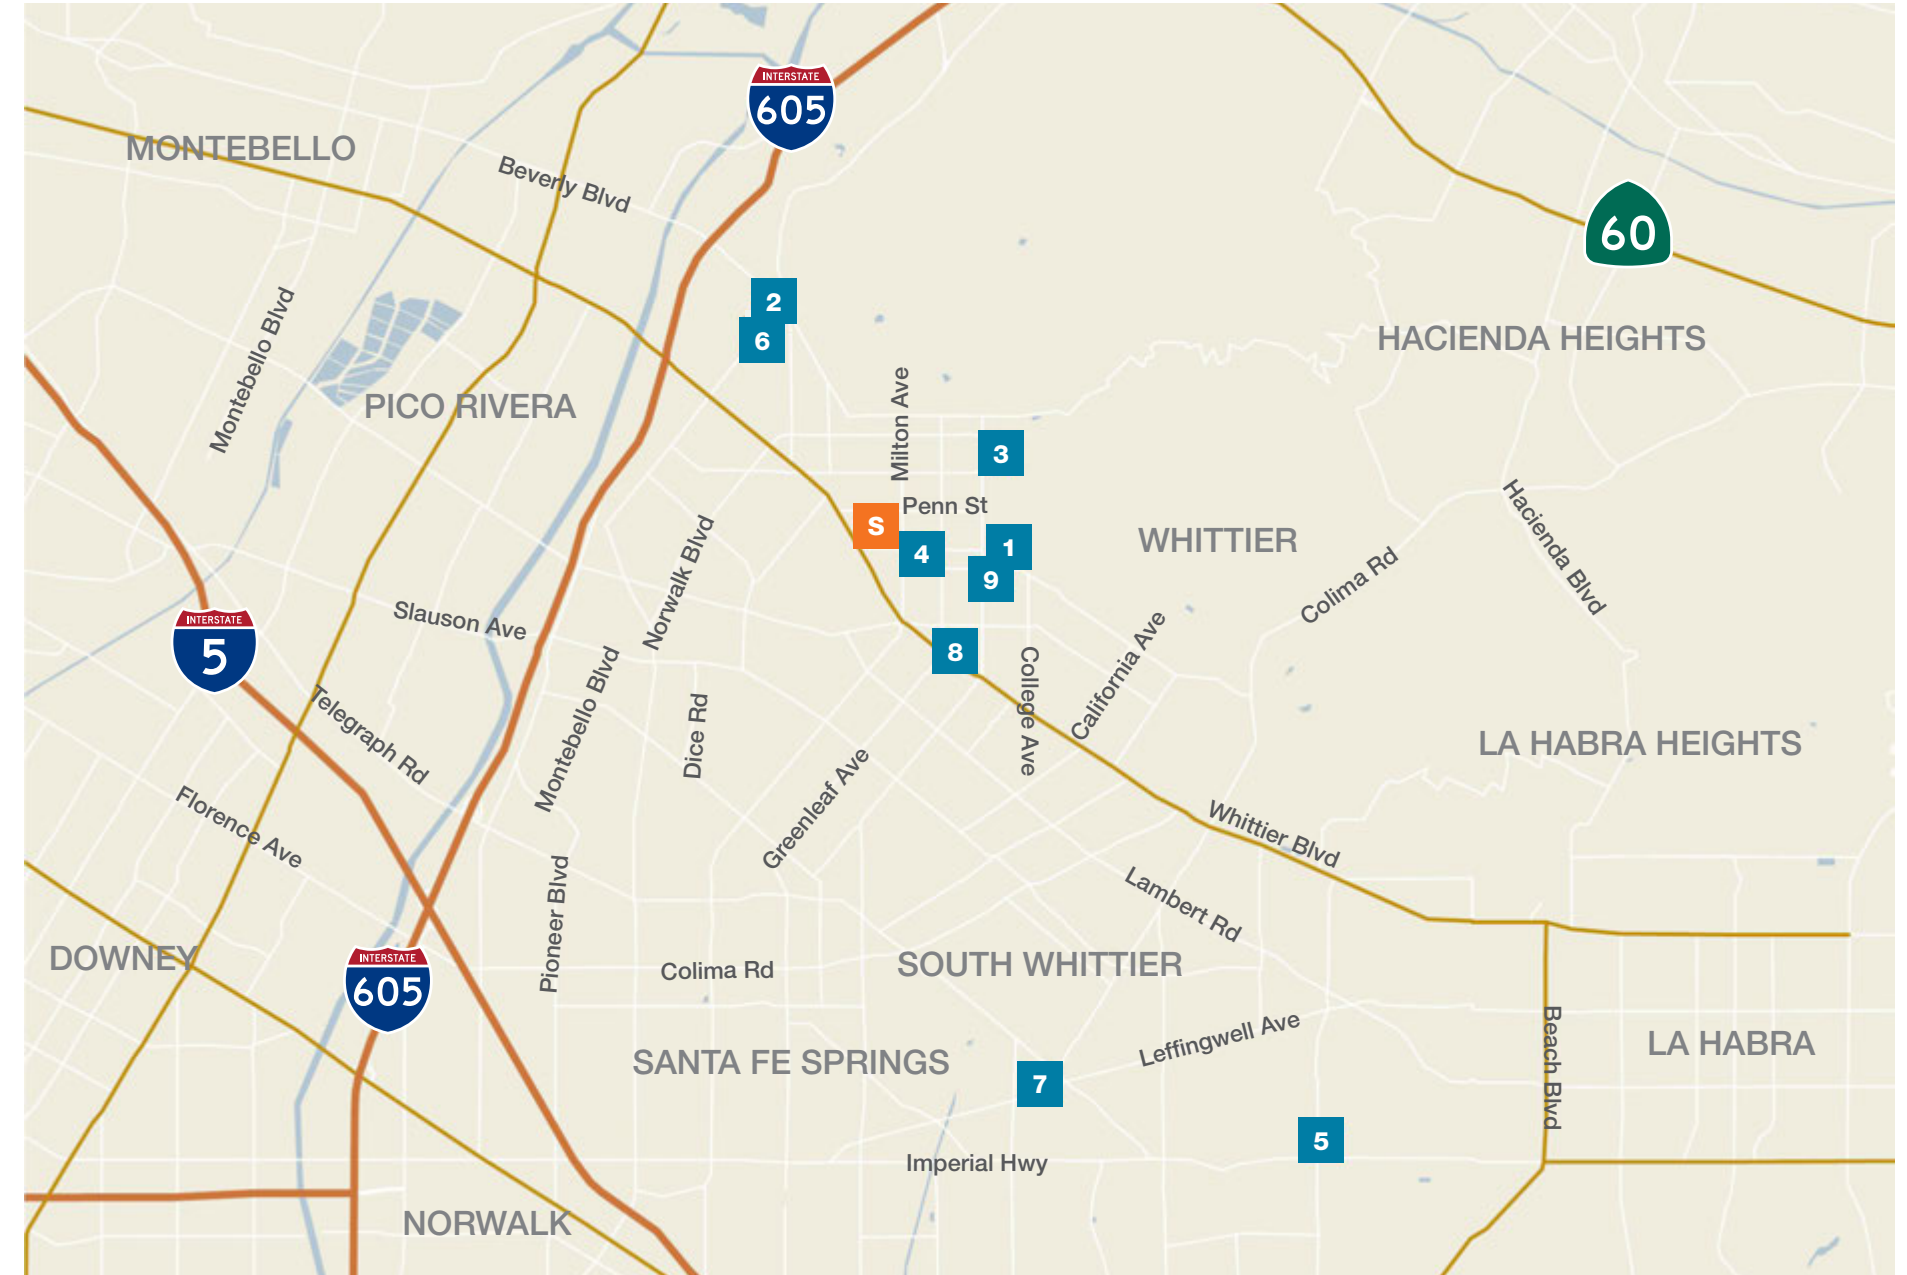 INTERSTATE
605
MONTEBELLO
Beverly Blvd
60
2
6
HACIENDA HEIGHTS
Montebello Blvd
PICO RIVERA
Milton Ave
3
Penn St
S
4
1
9
WHITTIER
Hacienda Blvd
Colima Rd
Norwalk Blvd
Slauson Ave
INTERSTATE
5
8
College Ave
California Ave
Montebello Blvd
Dice Rd
Telegraph Rd
LA HABRA HEIGHTS
Greenleaf Ave
Florence Ave
Whittier Blvd
Lambert Rd
Pioneer Blvd
DOWNEY
INTERSTATE
605
Colima Rd
SOUTH WHITTIER
Leffingwell Ave
Beach Blvd
LA HABRA
SANTA FE SPRINGS
7
5
Imperial Hwy
NORWALK